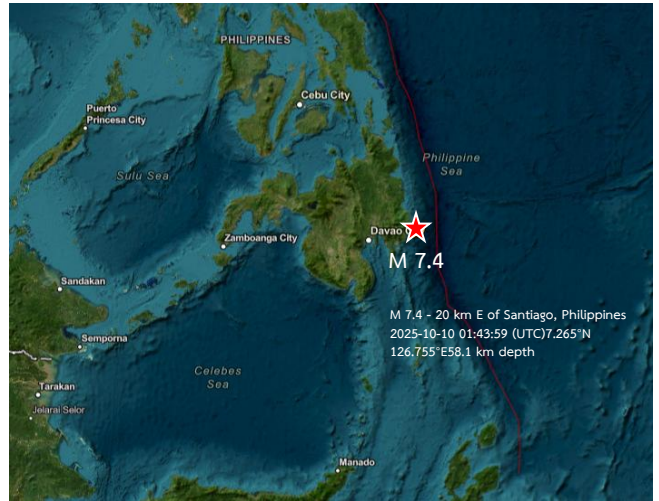 PHILIPPINES
Cebu City
Puerto
Princesa City
Philippine
Sea
Sulu Sea
Davao
Zamboanga City
M 7.4
Sandakan
M 7.4 - 20 km E of Santiago, Philippines
2025-10-10 01:43:59 (UTC)7.265°N
126.755°E58.1 km depth
Semporna
Celebes
Sea
Tarakan
Jelarai Selor
Manado